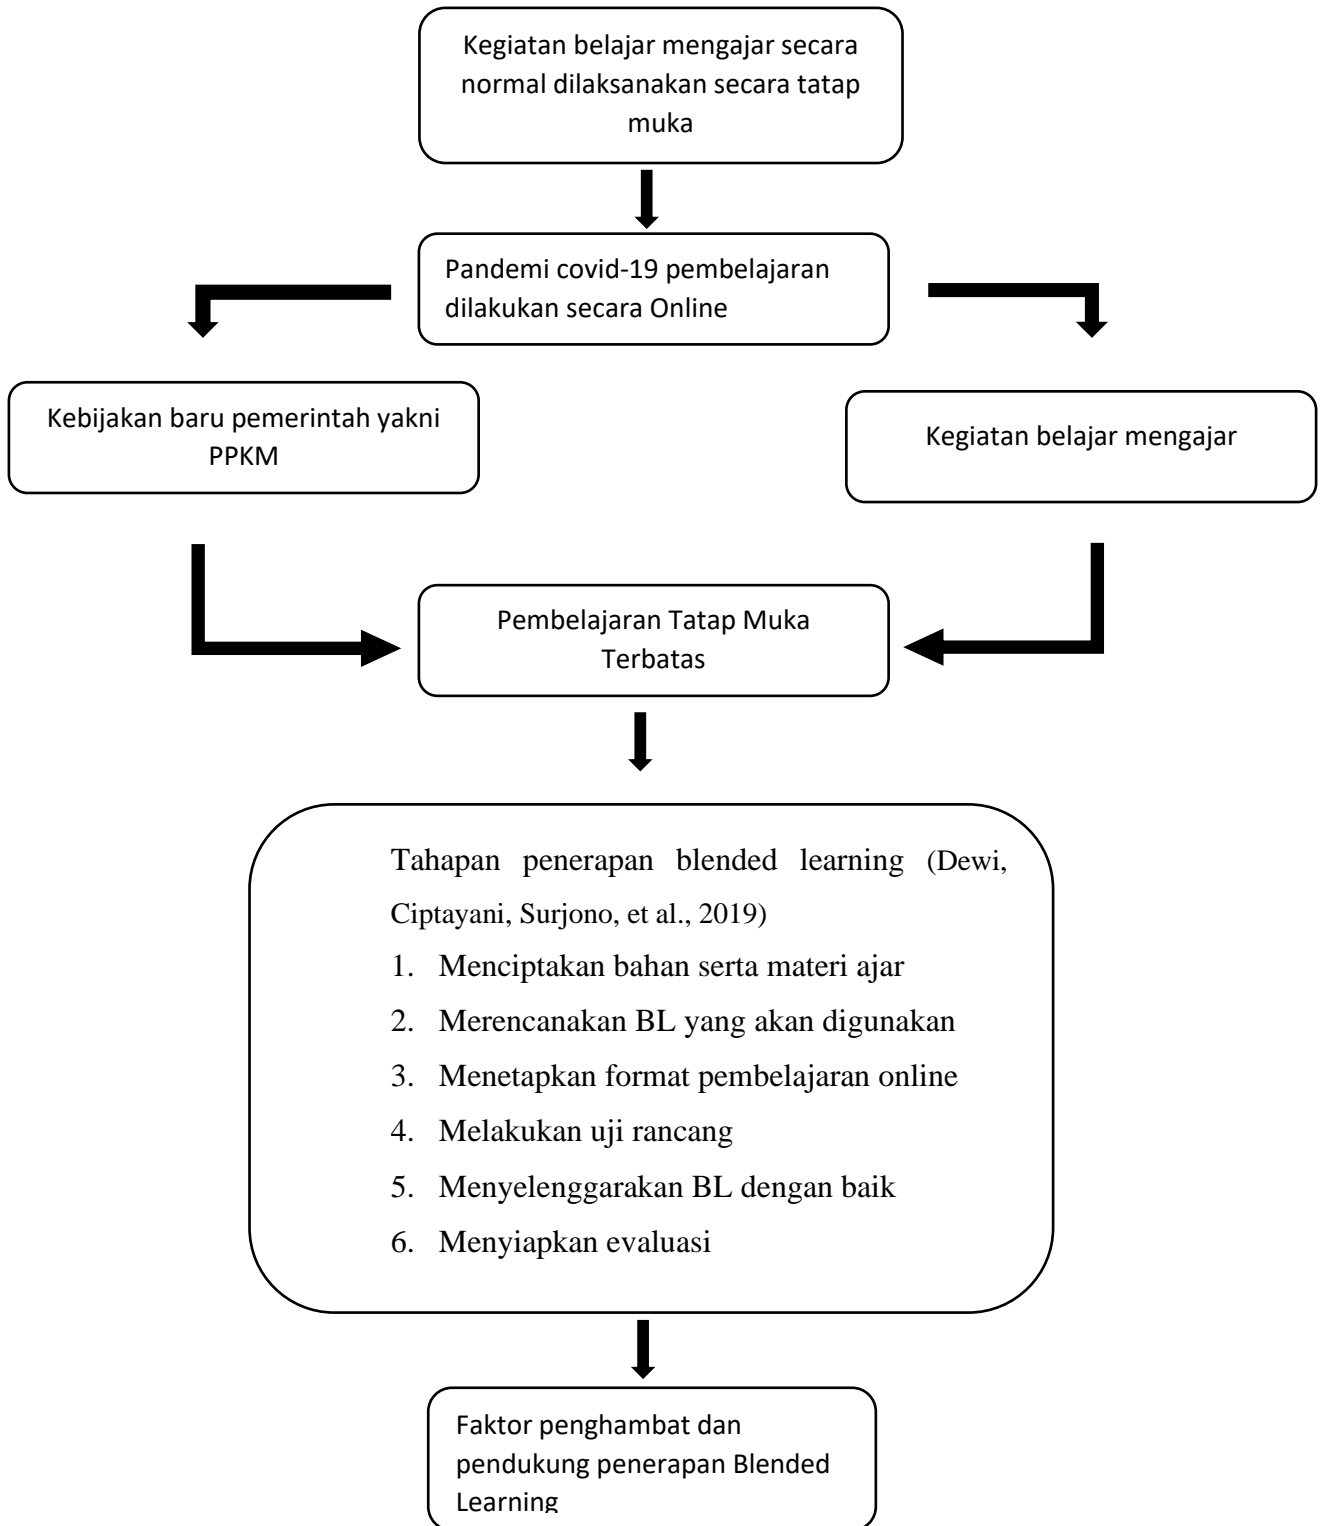 Kegiatan belajar mengajar secara
normal dilaksanakan secara tatap
muka
Pandemi covid-19 pembelajaran
dilakukan secara Online
Kebijakan baru pemerintah yakni
PPKM
Kegiatan belajar mengajar
Pembelajaran Tatap Muka
Terbatas
Tahapan penerapan blended learning (Dewi,
Ciptayani, Surjono, et al., 2019)
1. Menciptakan bahan serta materi ajar
2. Merencanakan BL yang akan digunakan
3. Menetapkan format pembelajaran online
4. Melakukan uji rancang
5. Menyelenggarakan BL dengan baik
6. Menyiapkan evaluasi
Faktor penghambat dan
pendukung penerapan Blended
Learning